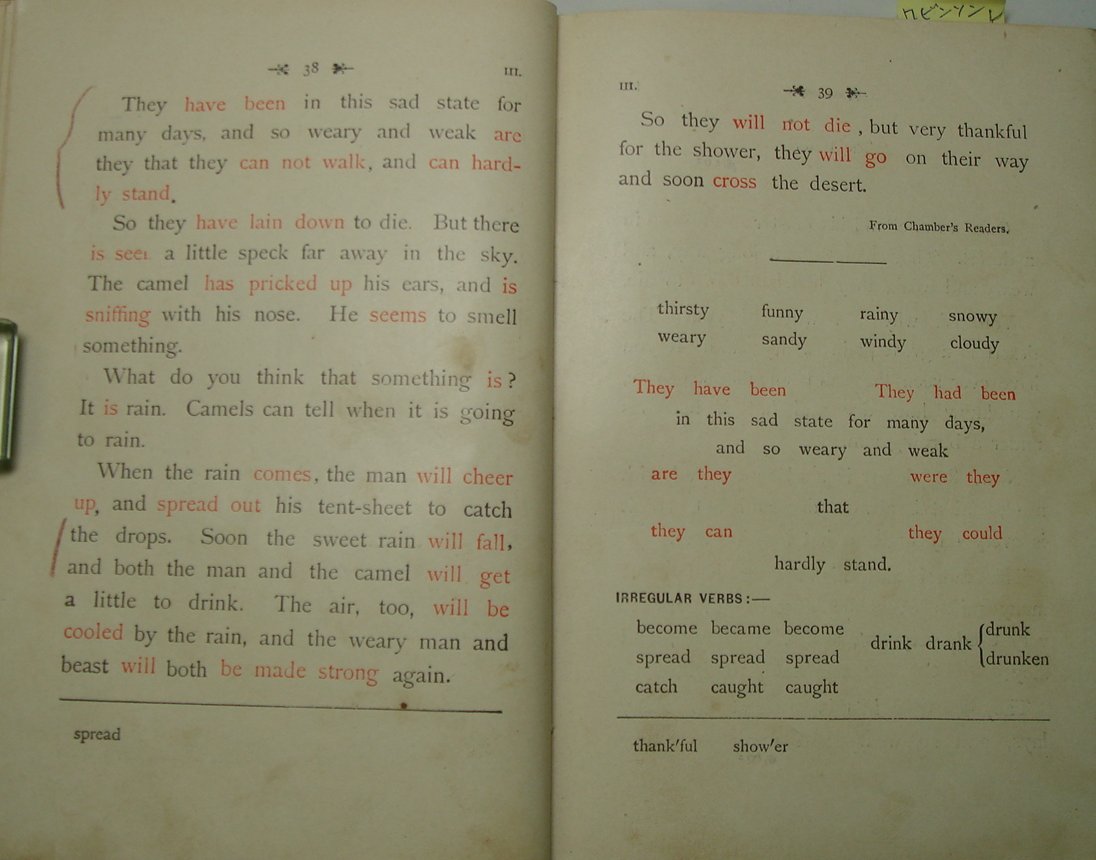 38
III.
They have been in this sad state for
many days, and so weary and weak are
they that they can not walk, and can hard-
ly stand.
So they have lain down to die. But there
is seen a little speck far away in the sky.
The camel has pricked up his ears, and is
sniffing with his nose. He seems to smell
something.
What do you think that something is?
It is rain. Camels can tell when it is going
to rain.
When the rain comes, the man will cheer
up, and spread out his tent-sheet to catch
the drops. Soon the sweet rain will fall,
and both the man and the camel will get
a little to drink. The air, too, will be
cooled by the rain, and the weary man and
beast will both be made strong again.
spread
ロビンソン
III.
39
So they will not die, but very thankful
for the shower, they will go on their way
and soon cross the desert.
From Chamber's Readers,
thirsty funny rainy snowy
weary sandy windy cloudy
They have been They had been
in this sad state for many days,
and so weary and weak
are they were they
that
they can they could
hardly stand.
IRREGULAR VERBS:—
become became become
spread spread spread
catch caught caught
drink drank {drunk
{drunken
thank'ful show'er